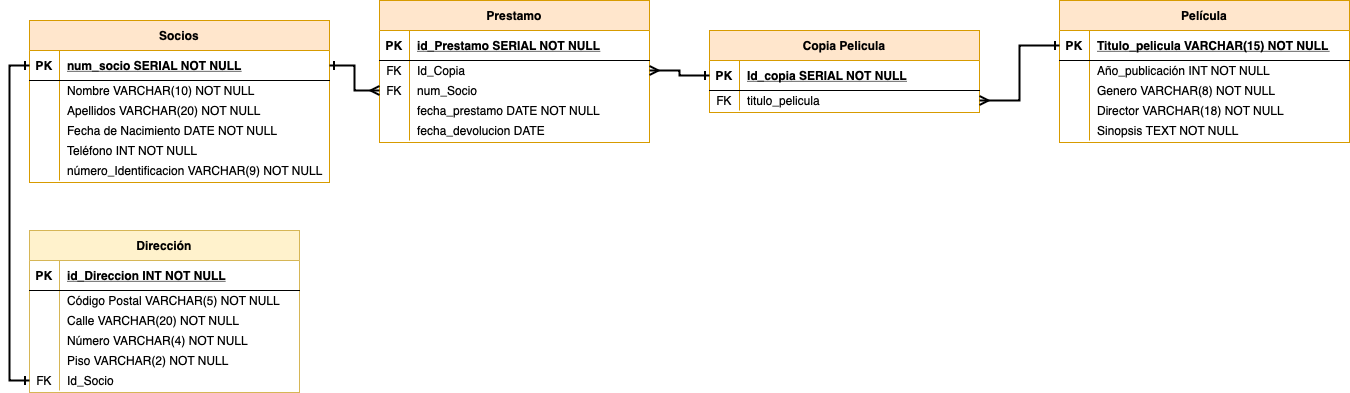 Socios
PK num_socio SERIAL NOT NULL
Nombre VARCHAR(10) NOT NULL
Apellidos VARCHAR(20) NOT NULL
Fecha de Nacimiento DATE NOT NULL
Teléfono INT NOT NULL
número_Identificacion VARCHAR(9) NOT NULL
Prestamo
PK id_Prestamo SERIAL NOT NULL
FK Id_Copia
FK num_Socio
fecha_prestamo DATE NOT NULL
fecha_devolucion DATE
Copia Pelicula
PK Id_copia SERIAL NOT NULL
FK titulo_pelicula
Película
PK Titulo_pelicula VARCHAR(15) NOT NULL
Año_publicación INT NOT NULL
Genero VARCHAR(8) NOT NULL
Director VARCHAR(18) NOT NULL
Sinopsis TEXT NOT NULL
Dirección
PK id_Direccion INT NOT NULL
Código Postal VARCHAR(5) NOT NULL
Calle VARCHAR(20) NOT NULL
Número VARCHAR(4) NOT NULL
Piso VARCHAR(2) NOT NULL
FK Id_Socio